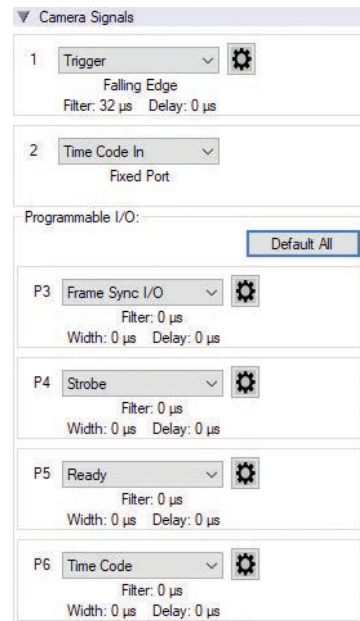 Camera Signals
1 Trigger
Falling Edge
Filter: 32 µs Delay: 0 µs
2 Time Code In
Fixed Port
Programmable I/O:
Default All
P3 Frame Sync I/O
Filter: 0 µs
Width: 0 µs Delay: 0 µs
P4 Strobe
Filter: 0 µs
Width: 0 µs Delay: 0 µs
P5 Ready
Filter: 0 µs
Width: 0 µs Delay: 0 µs
P6 Time Code
Filter: 0 µs
Width: 0 µs Delay: 0 µs